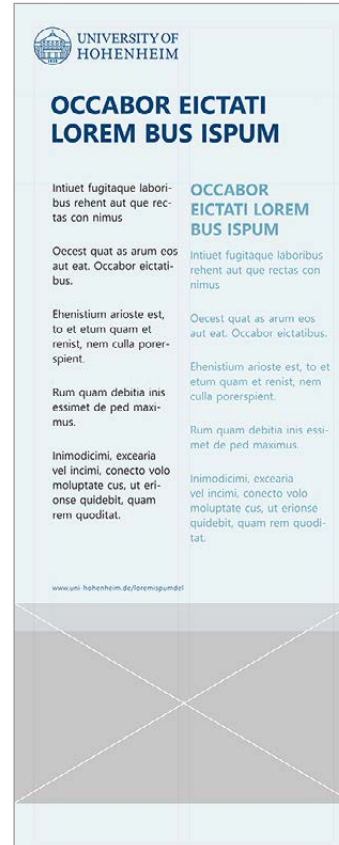 UNIVERSITY OF
HOHENHEIM
OCCABOR EICTATI
LOREM BUS ISPUM
Intiuet fugitaque labori-
bus rehent aut que rec-
tas con nimus
Oecest quat as arum eos
aut eat. Occabor eictati-
bus.
Ehenistium arioste est,
to et etum quam et
renist, nem culla porer-
spient.
Rum quam debitia inis
essimet de ped maxi-
mus.
Inimodicimi, excearia
vel incimi, conecto volo
moluptate cus, ut eri-
onse quidebit, quam
rem quoditat.
OCCABOR
EICTATI LOREM
BUS ISPUM
Intiuet fugitaque laboribus
rehent aut que rectas con
nimus
Oecest quat as arum eos
aut eat. Occabor eictatibus.
Ehenistium arioste est, to et
etum quam et renist, nem
culla porerspient.
Rum quam debitia inis essi-
met de ped maximus.
Inimodicimi, excearia
vel incimi, conecto volo
moluptate cus, ut erionse
quidebit, quam rem quodi-
tat.
www.uni-hohenheim.de/loremispumdel